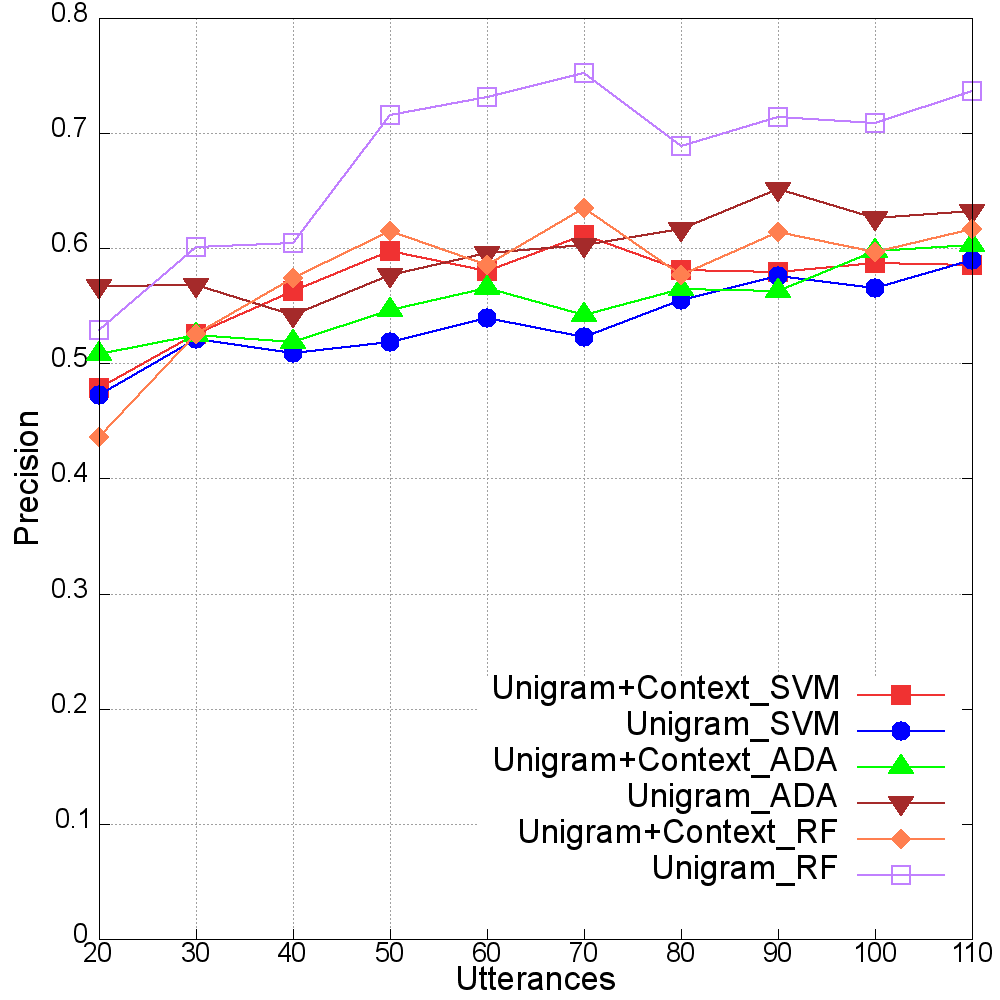 0.8
0.7
0.6
0.5
0.4
0.3
0.2
0.1
0
Precision
Unigram+Context_SVM
Unigram_SVM
Unigram+Context_ADA
Unigram_ADA
Unigram+Context_RF
Unigram_RF
20 30 40 50 60 70 80 90 100 110
Utterances